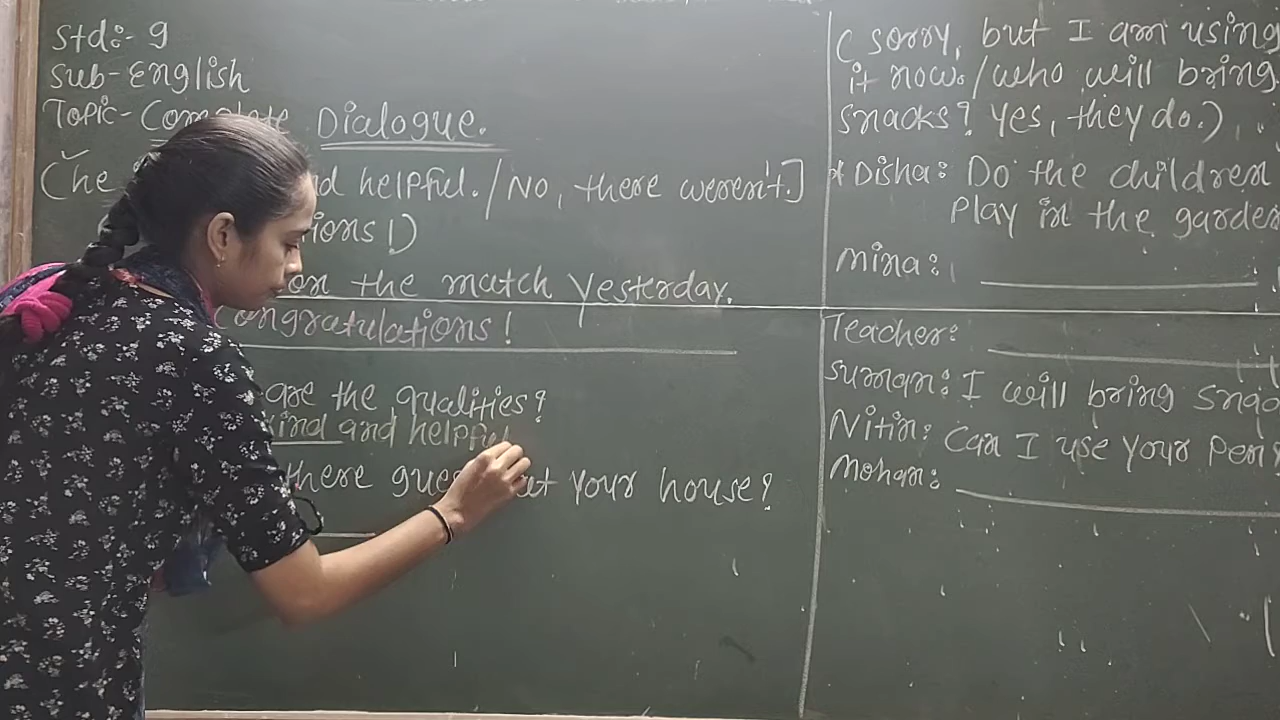 Std:- 9
Sub-English
Topic- Complete Dialogue.
(he helpful. / No, there weren't.]
on the match yesterday.
Congratulations!
are the qualities?
kind and helpful
there at your house?
( sorry, but I am using
it now. / who will bring
snacks? Yes, they do.)
* Disha: Do the children
Play in the garden
Mina:
Teacher:
Suman: I will bring
Nitin: Can I use your Pen
Mohan: